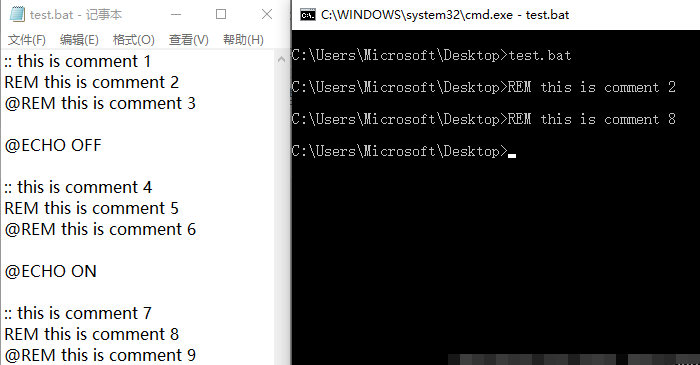 test.bat - 记事本
文件(F) 编辑(E) 格式(O) 查看(V) 帮助(H)
:: this is comment 1
REM this is comment 2
@REM this is comment 3
@ECHO OFF
:: this is comment 4
REM this is comment 5
@REM this is comment 6
@ECHO ON
:: this is comment 7
REM this is comment 8
@REM this is comment 9
C:\WINDOWS\system32\cmd.exe - test.bat
C:\Users\Microsoft\Desktop>test.bat
C:\Users\Microsoft\Desktop>REM this is comment 2
C:\Users\Microsoft\Desktop>REM this is comment 8
C:\Users\Microsoft\Desktop>